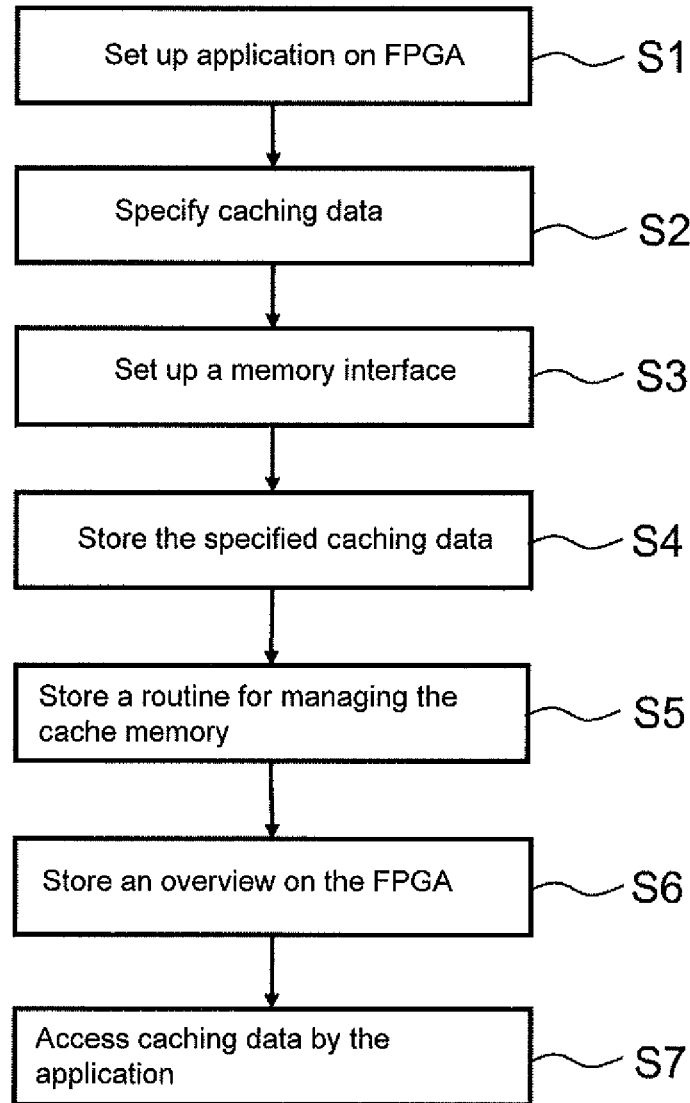 Set up application on FPGA
S1
Specify caching data
S2
Set up a memory interface
S3
Store the specified caching data
S4
Store a routine for managing the
cache memory
S5
Store an overview on the FPGA
S6
Access caching data by the
application
S7